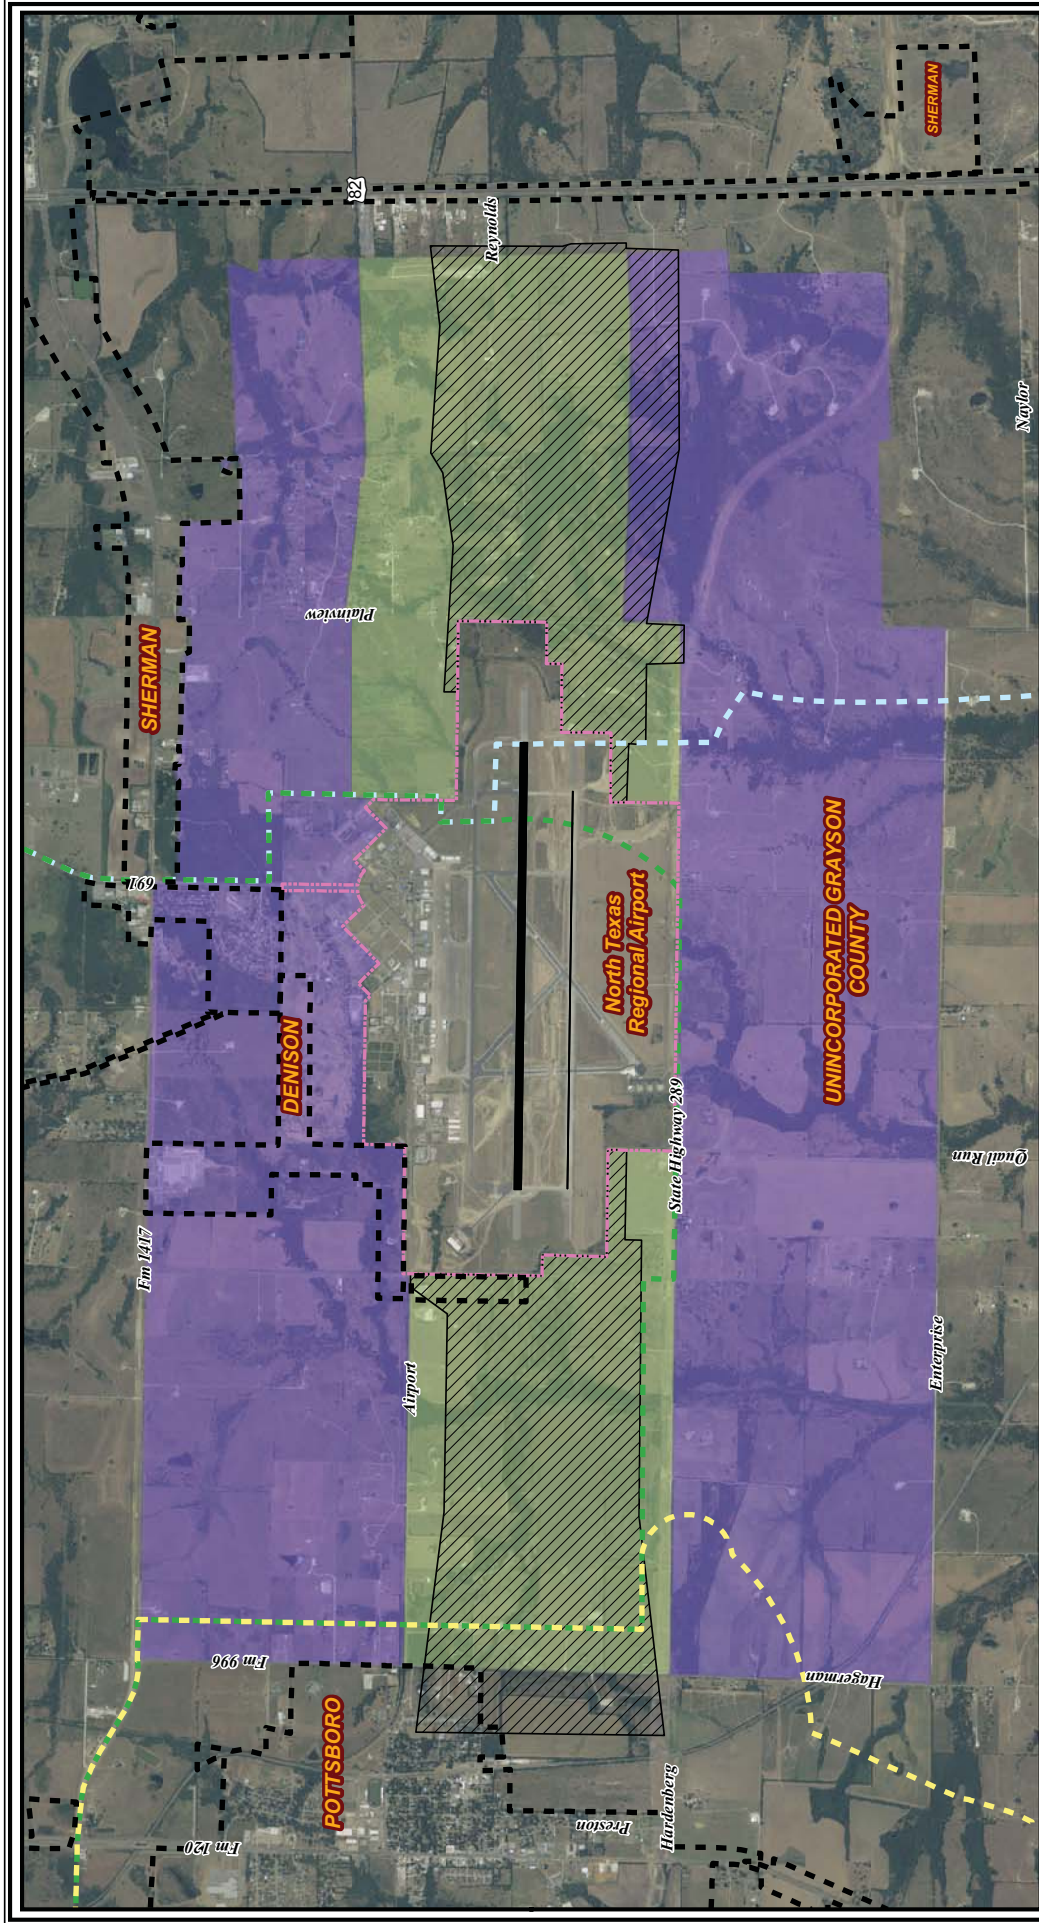 SHERMAN
82
Reynolds
Naylor
Plainview
SHERMAN
691
North Texas
Regional Airport
UNINCORPORATED GRAYSON
COUNTY
DENISON
State Highway 289
Quail Run
Fm 1417
Airport
Enterprise
Fm 996
Hagerman
POTTSBORO
Hardenberg
Preston
Fm 120